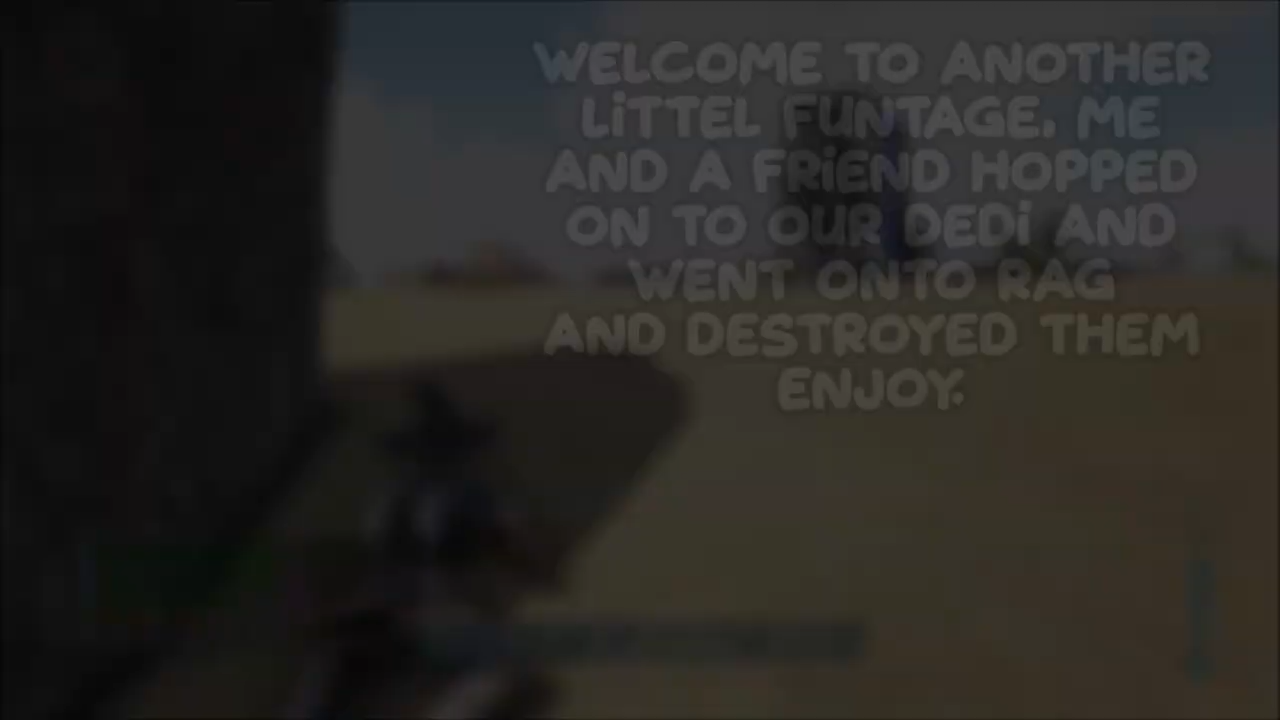 WELCOME TO ANOTHER
LiTTEL FUNTAGE. ME
AND A FRiEND HOPPED
ON TO OUR DEDi AND
WENT ONTO RAG
AND DESTROYED THEM
ENJOY.